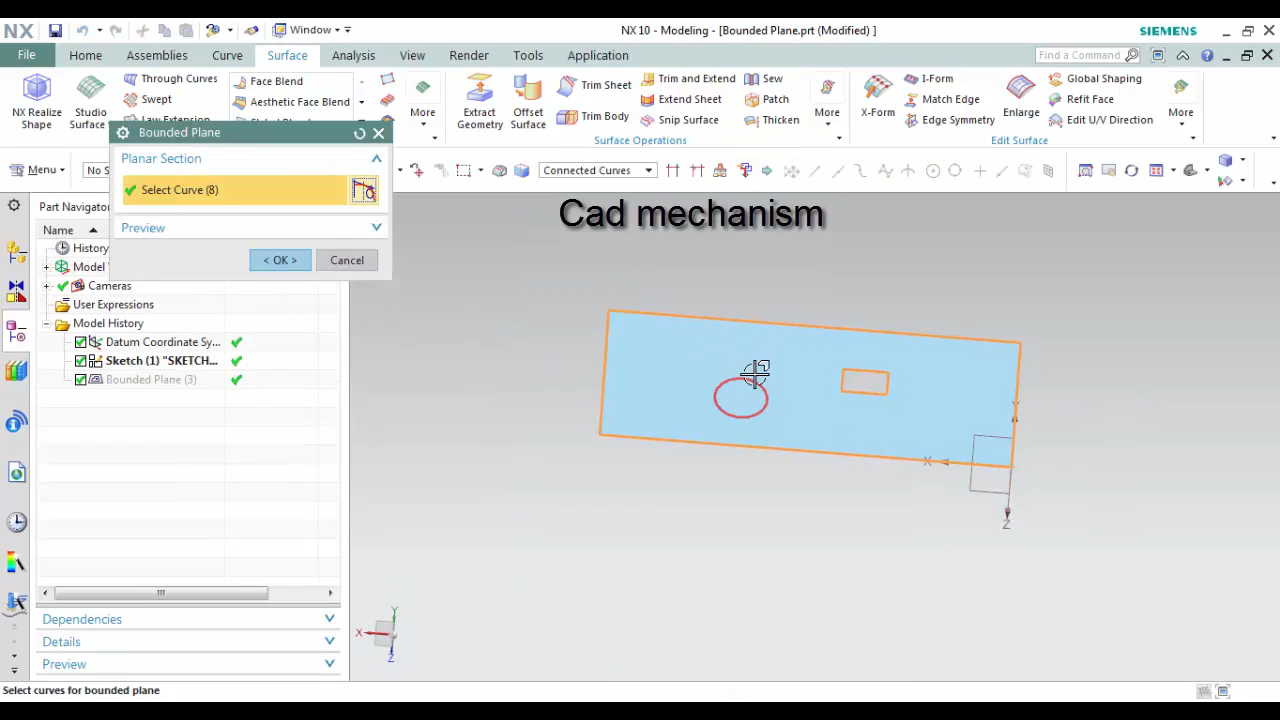 NX
Window
NX 10 - Modeling - [Bounded Plane.prt (Modified) ]
SIEMENS
File
Home
Assemblies
Curve
Surface
Analysis
View
Render
Tools
Application
Find a Command
NX Realize
Shape
Studio
Surface
Through Curves
Swept
Face Blend
Aesthetic Face Blend
More
Extract
Geometry
Offset
Surface
Trim Sheet
Trim Body
Trim and Extend
Extend Sheet
Snip Surface
Sew
Patch
Thicken
More
X-Form
I-Form
Match Edge
Edge Symmetry
Enlarge
Global Shaping
Refit Face
Edit U/V Direction
More
Surface Operations
Edit Surface
Bounded Plane
Menu
No S
Connected Curves
Planar Section
Select Curve (8)
Preview
< OK >
Cancel
Cad mechanism
Part Navigator
Name
History
Model
Cameras
User Expressions
Model History
Datum Coordinate Sy...
Sketch (1) "SKETCH...
Bounded Plane (3)
X
Y
Z
Y
X
Z
Dependencies
Details
Preview
Select curves for bounded plane